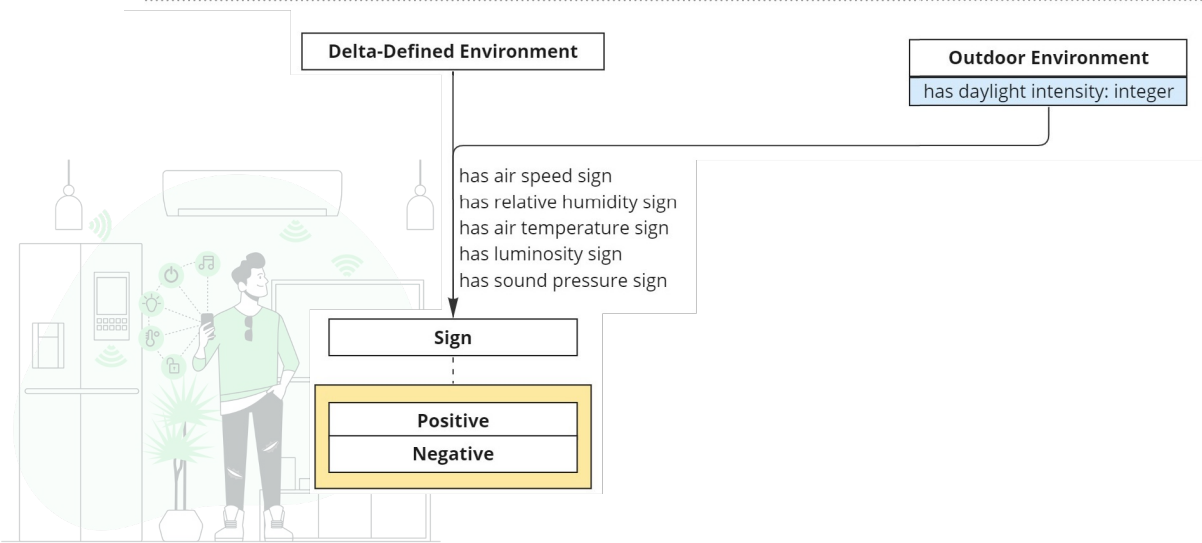 Delta-Defined Environment
Outdoor Environment
has daylight intensity: integer
has air speed sign
has relative humidity sign
has air temperature sign
has luminosity sign
has sound pressure sign
Sign
Positive
Negative